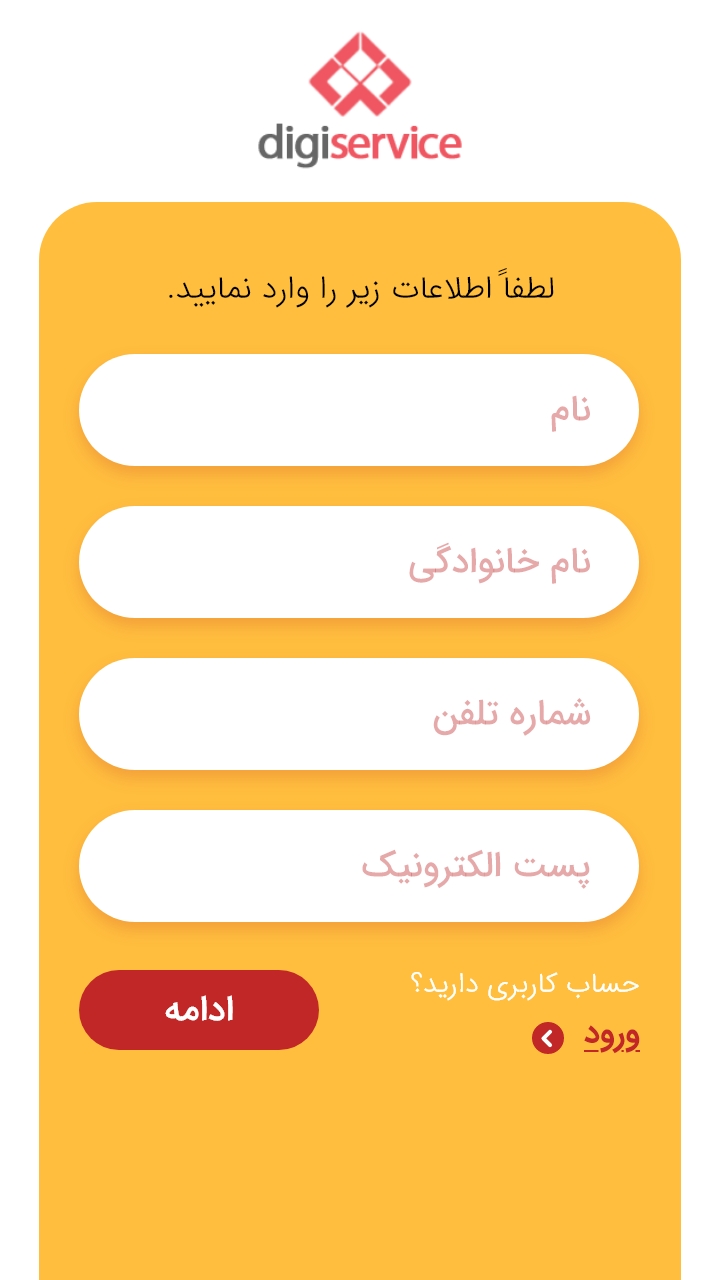 digiservice
لطفاً اطلاعات زیر را وارد نمایید.
نام
نام خانوادگی
شماره تلفن
پست الکترونیک
حساب کاربری دارید؟
ورود
ادامه